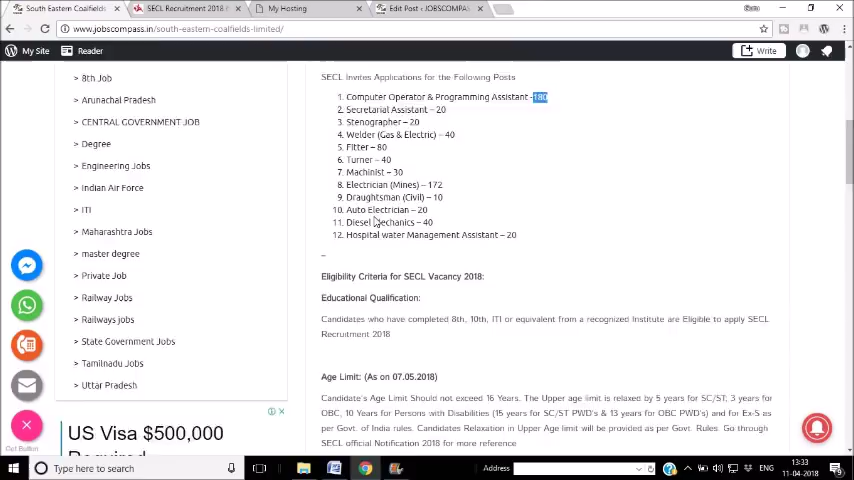 South Eastern Coalfields
SECL Recruitment 2018
My Hosting
Edit Post ‹ JOBSCOMPASS
www.jobscompass.in/south-eastern-coalfields-limited/
My Site
Reader
Write
> 8th Job
> Arunachal Pradesh
> CENTRAL GOVERNMENT JOB
> Degree
> Engineering Jobs
> Indian Air Force
> ITI
> Maharashtra Jobs
> master degree
> Private Job
> Railway Jobs
> Railways jobs
> State Government Jobs
> Tamilnadu Jobs
> Uttar Pradesh
US Visa $500,000
Get Button
SECL Invites Applications for the Following Posts
1. Computer Operator & Programming Assistant -180
2. Secretarial Assistant – 20
3. Stenographer – 20
4. Welder (Gas & Electric) – 40
5. Fitter – 80
6. Turner – 40
7. Machinist – 30
8. Electrician (Mines) – 172
9. Draughtsman (Civil) – 10
10. Auto Electrician – 20
11. Diesel Mechanics – 40
12. Hospital water Management Assistant – 20
–
Eligibility Criteria for SECL Vacancy 2018:
Educational Qualification:
Candidates who have completed 8th, 10th, ITI or equivalent from a recognized Institute are Eligible to apply SECL
Recruitment 2018
Age Limit: (As on 07.05.2018)
Candidate's Age Limit Should not exceed 16 Years. The Upper age limit is relaxed by 5 years for SC/ST; 3 years for
OBC, 10 Years for Persons with Disabilities (15 years for SC/ST PWD's & 13 years for OBC PWD's) and for Ex-S as
per Govt. of India rules. Candidates Relaxation in Upper Age limit will be provided as per Govt. Rules. Go through
SECL official Notification 2018 for more reference
Type here to search
Address
ENG
13:33
11-04-2018